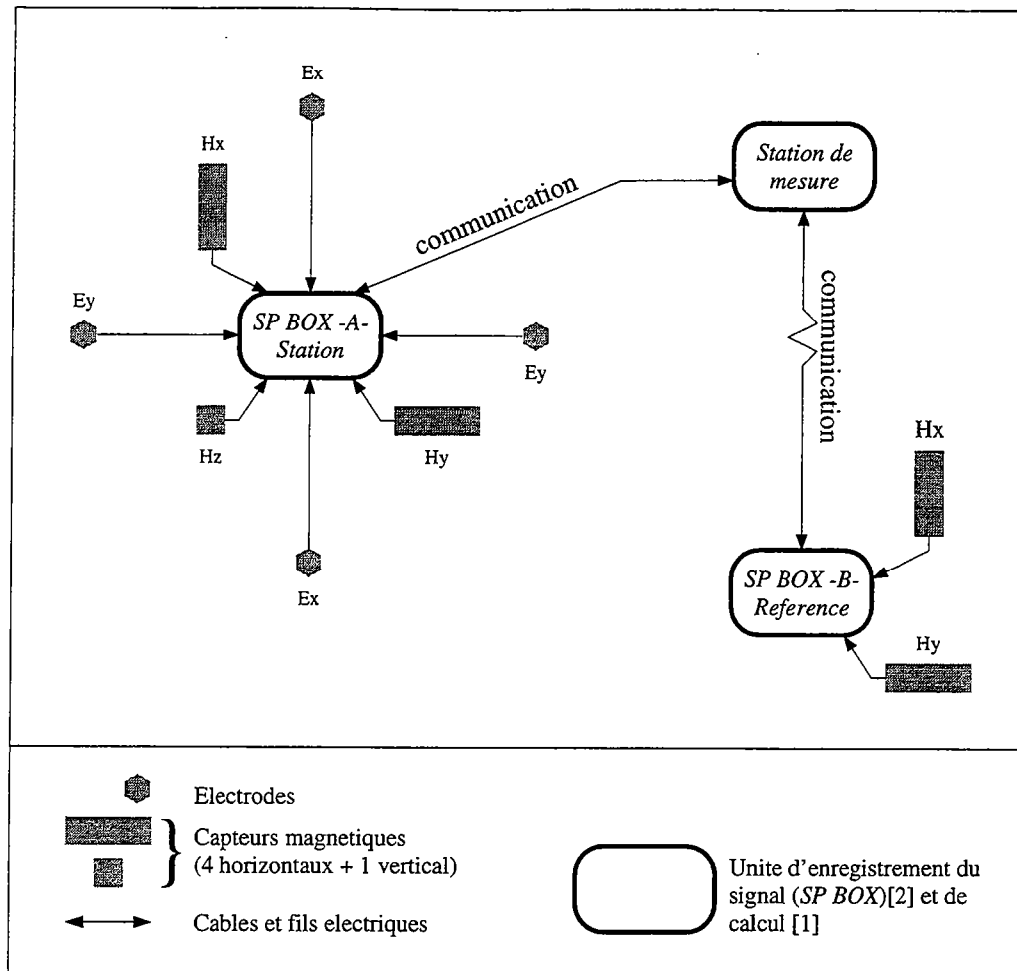 Ex
Hx
Station de
mesure
communication
Ey
SP BOX -A-
Station
Ey
communication
Hz
Hy
Hx
Ex
SP BOX -B-
Reference
Hy
Electrodes
Capteurs magnetiques
(4 horizontaux + 1 vertical)
Cables et fils electriques
Unite d'enregistrement du
signal (SP BOX)[2] et de
calcul [1]